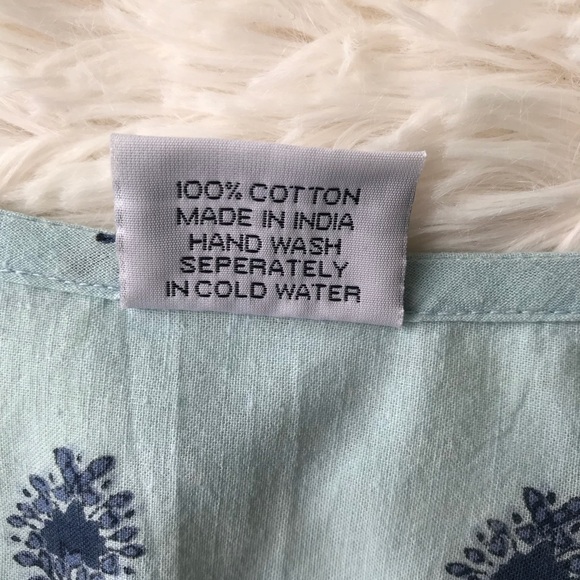 100% COTTON
MADE IN INDIA
HAND WASH
SEPERATELY
IN COLD WATER